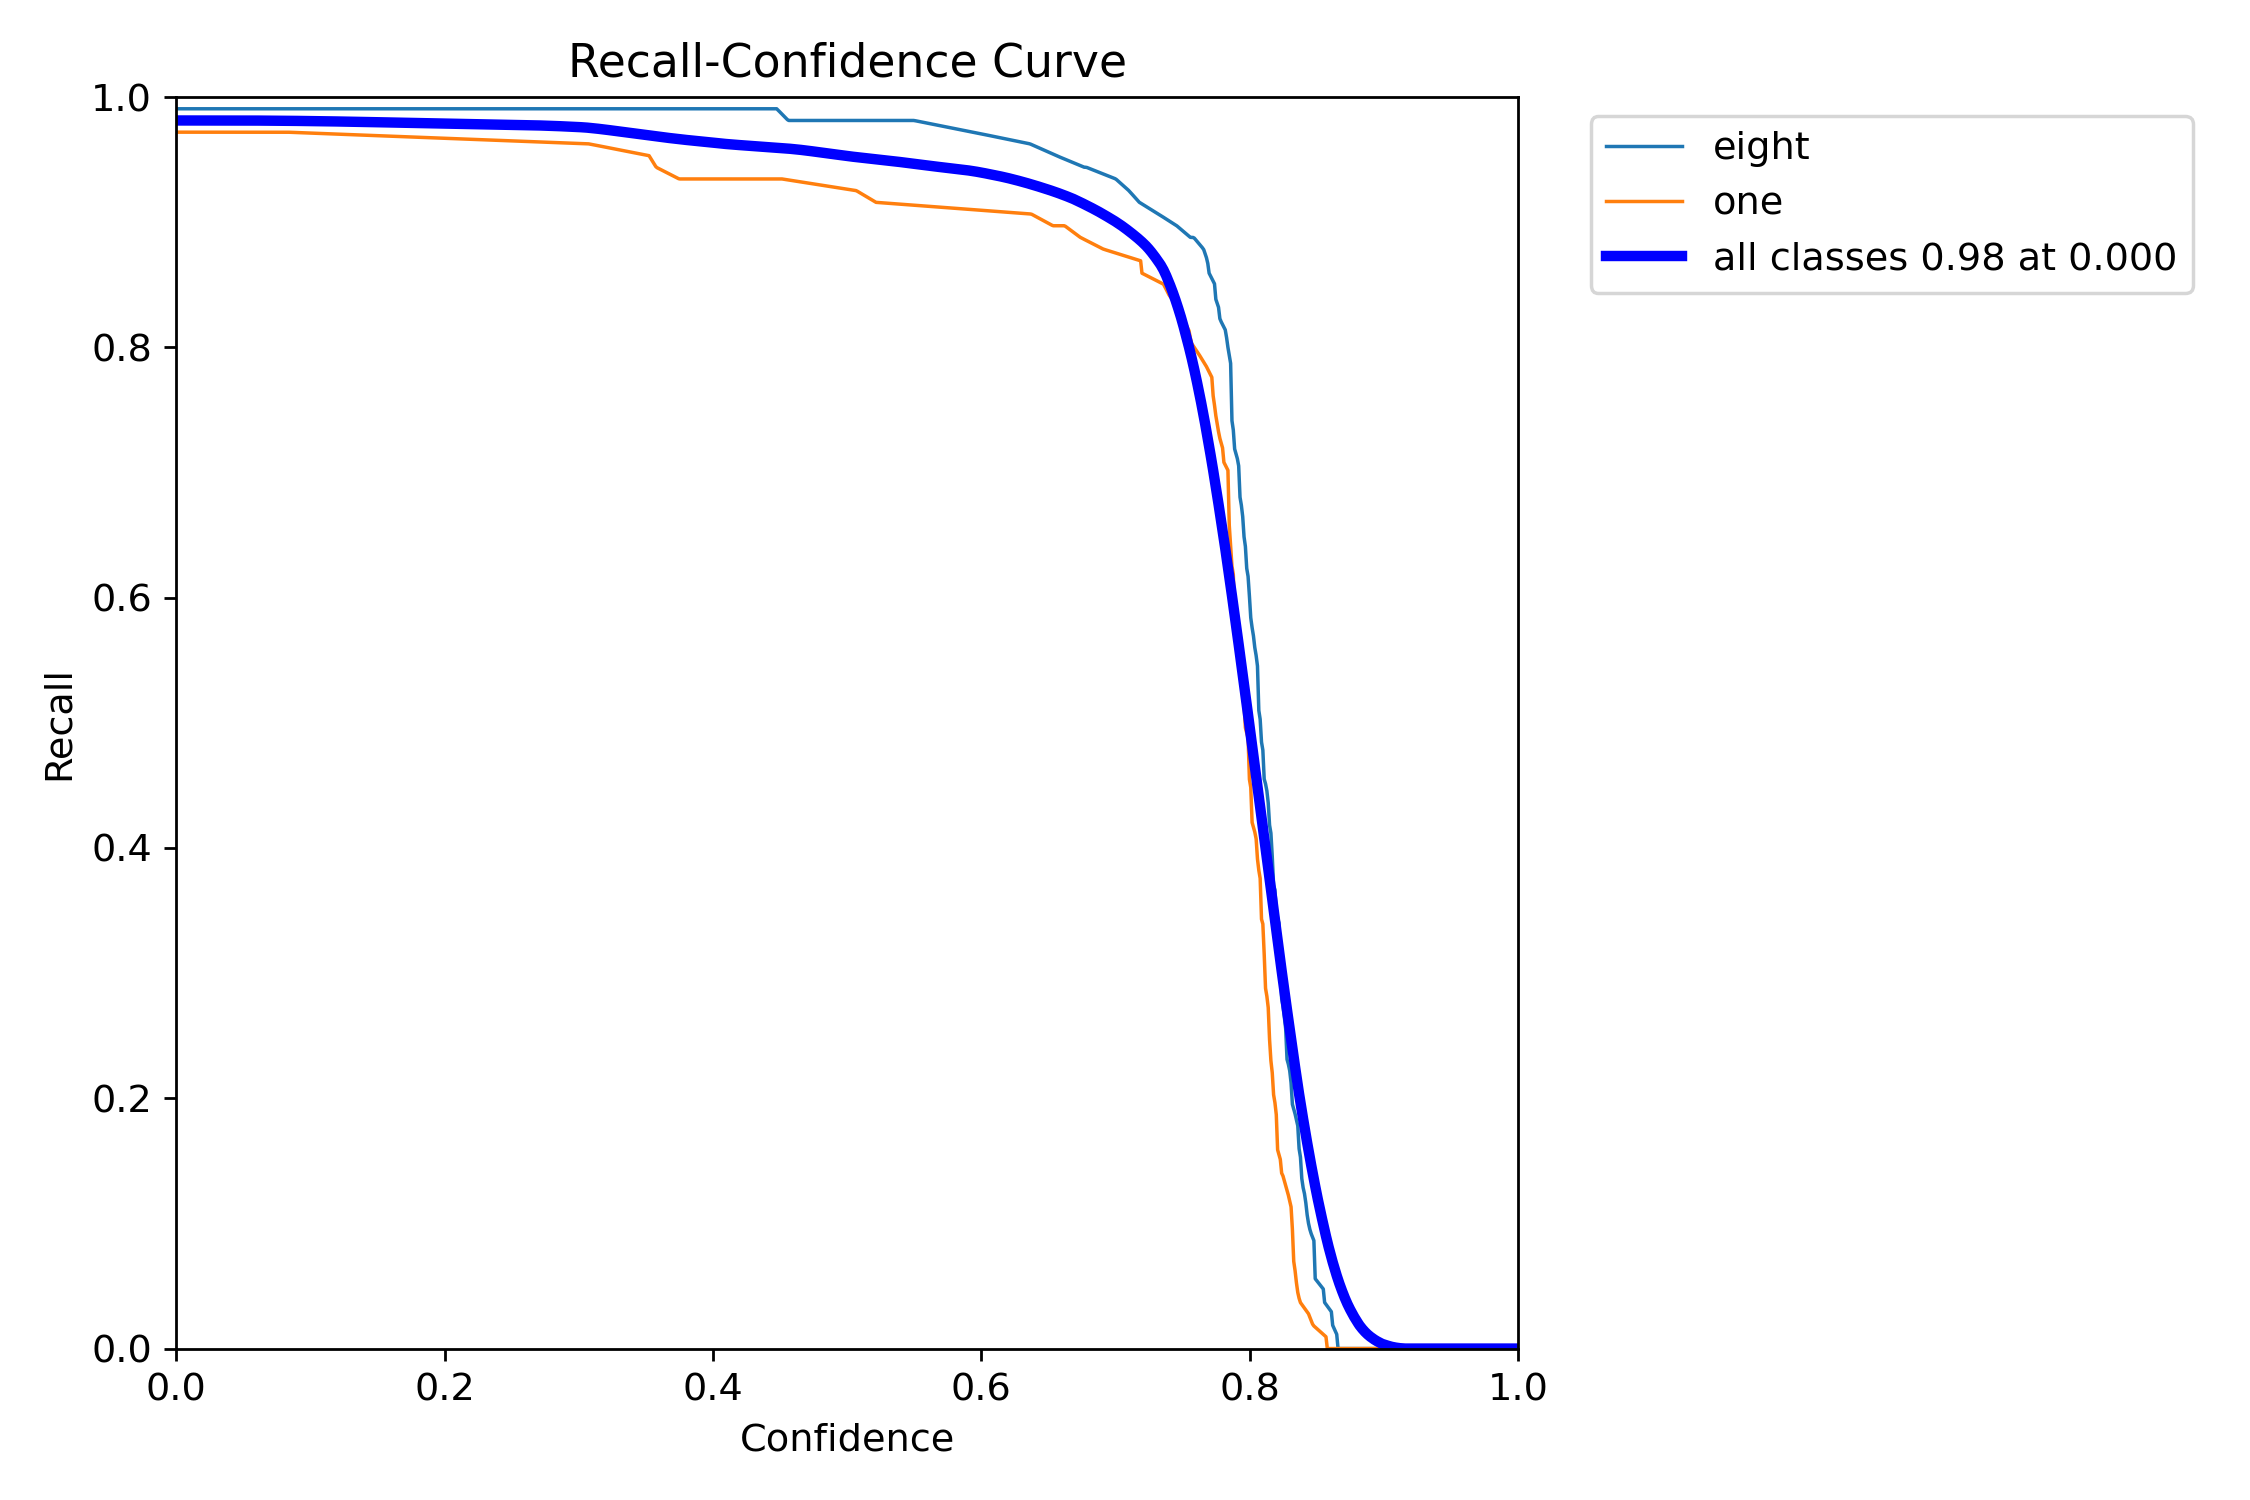 Recall-Confidence Curve
1.0
0.8
0.6
0.4
0.2
0.0
Recall
0.0 0.2 0.4 0.6 0.8 1.0
Confidence
eight
one
all classes 0.98 at 0.000